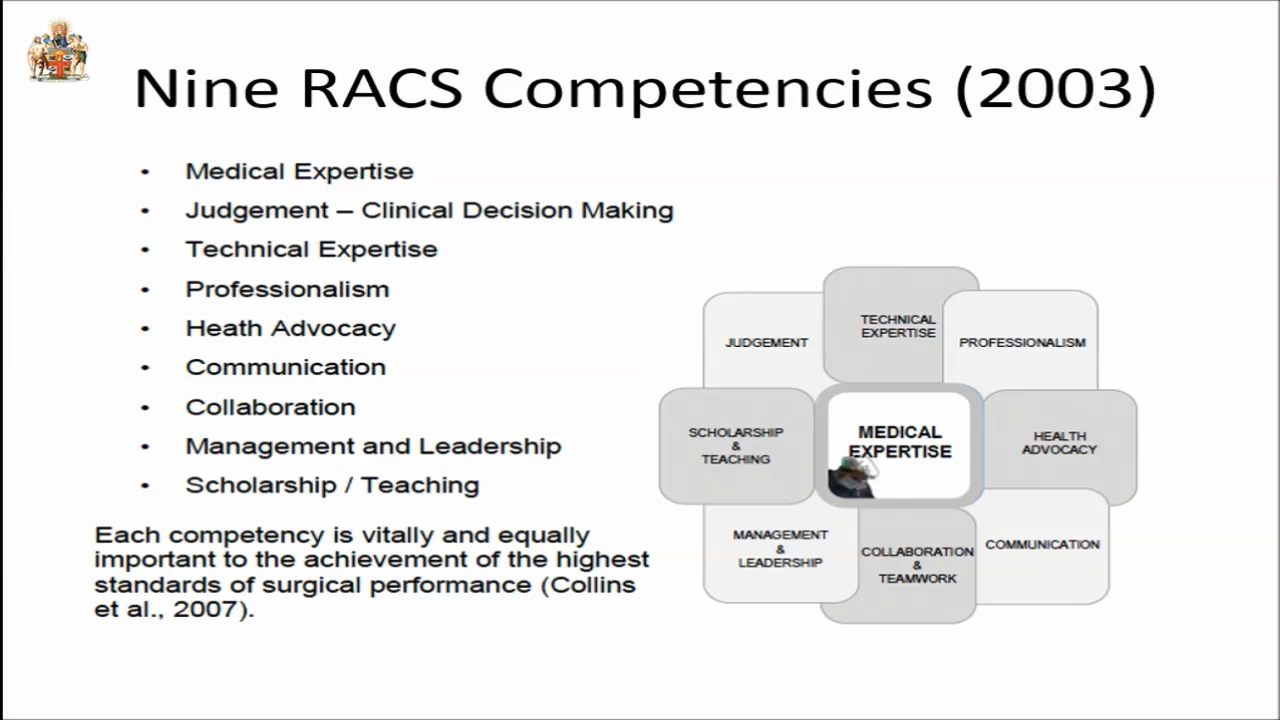 Nine RACS Competencies (2003)
• Medical Expertise
• Judgement – Clinical Decision Making
• Technical Expertise
• Professionalism
• Heath Advocacy
• Communication
• Collaboration
• Management and Leadership
• Scholarship / Teaching
Each competency is vitally and equally
important to the achievement of the highest
standards of surgical performance (Collins
et al., 2007).
JUDGEMENT
TECHNICAL
EXPERTISE
PROFESSIONALISM
SCHOLARSHIP
&
TEACHING
MEDICAL
EXPERTISE
HEALTH
ADVOCACY
MANAGEMENT
&
LEADERSHIP
COLLABORATION
&
TEAMWORK
COMMUNICATION